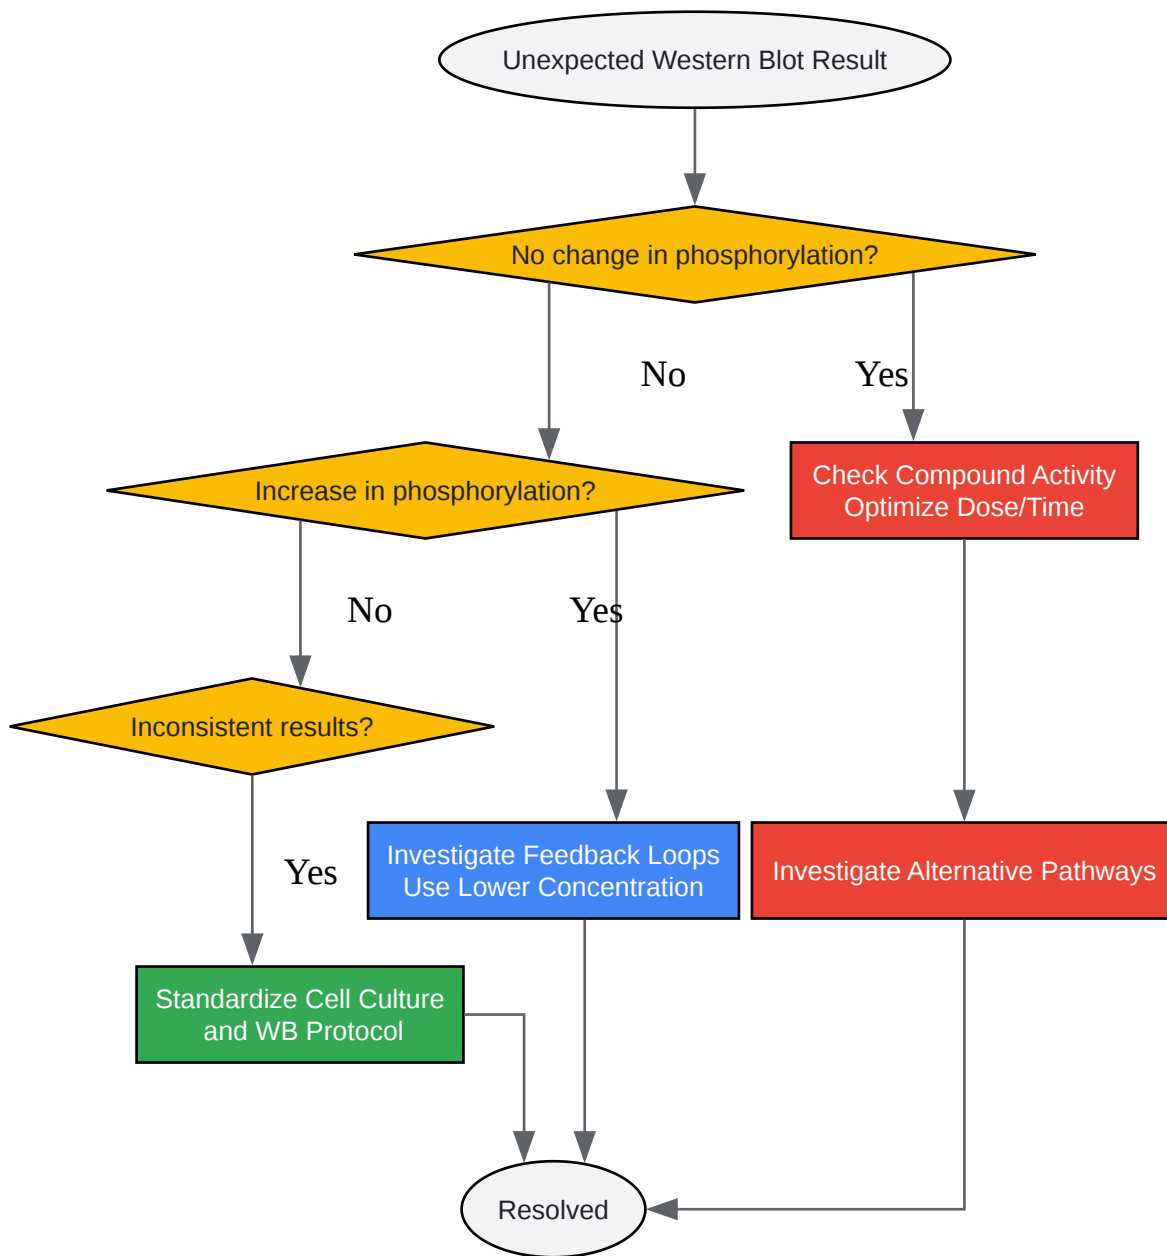 Unexpected Western Blot Result
No change in phosphorylation?
No
Yes
Increase in phosphorylation?
Check Compound Activity
Optimize Dose/Time
No
Yes
Inconsistent results?
Yes
Investigate Feedback Loops
Use Lower Concentration
Investigate Alternative Pathways
Standardize Cell Culture
and WB Protocol
Resolved